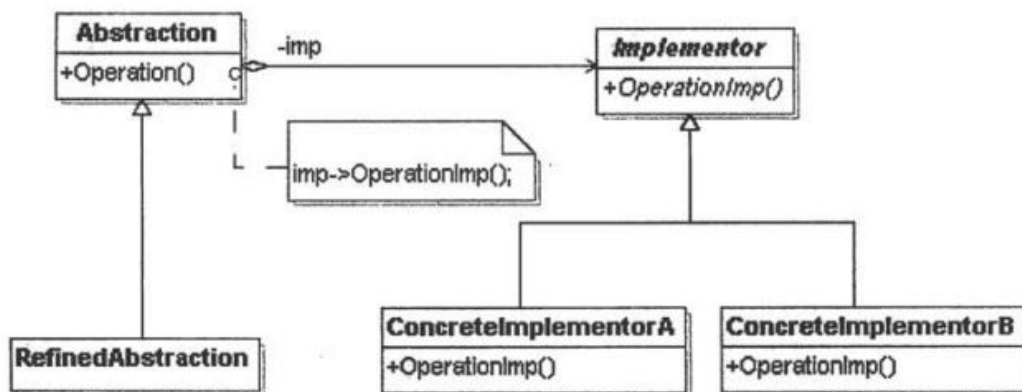 Abstraction
+Operation()
-imp
Implementor
+OperationImp()
imp->OperationImp();
RefinedAbstraction
ConcreteImplementorA
+OperationImp()
ConcreteImplementorB
+OperationImp()